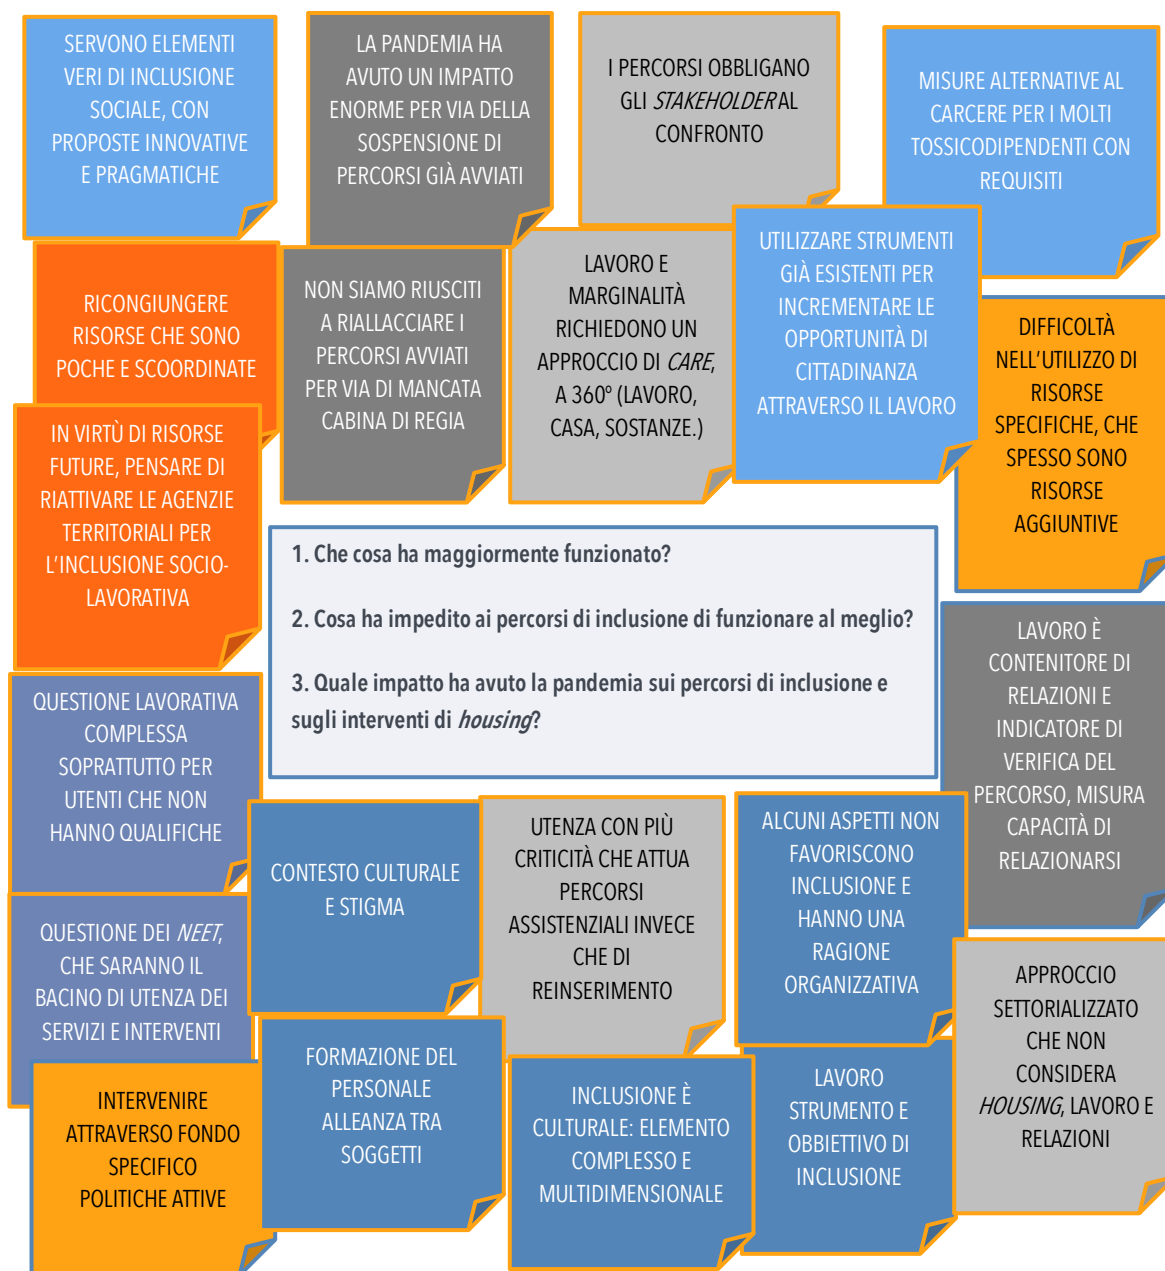 SERVONO ELEMENTI
VERI DI INCLUSIONE
SOCIALE, CON
PROPOSTE INNOVATIVE
E PRAGMATICHE
LA PANDEMIA HA
AVUTO UN IMPATTO
ENORME PER VIA DELLA
SOSPENSIONE DI
PERCORSI GIÀ AVVIATI
I PERCORSI OBBLIGANO
GLI STAKEHOLDER AL
CONFRONTO
MISURE ALTERNATIVE AL
CARCERE PER I MOLTI
TOSSICODIPENDENTI CON
REQUISITI
RICONGIUNGERE
RISORSE CHE SONO
POCHE E SCOORDINATE
NON SIAMO RIUSCITI
A RIALLACCIARE I
PERCORSI AVVIATI
PER VIA DI MANCATA
CABINA DI REGIA
LAVORO E
MARGINALITÀ
RICHIEDONO UN
APPROCCIO DI CARE,
A 360° (LAVORO,
CASA, SOSTANZE.)
UTILIZZARE STRUMENTI
GIÀ ESISTENTI PER
INCREMENTARE LE
OPPORTUNITÀ DI
CITTADINANZA
ATTRAVERSO IL LAVORO
DIFFICOLTÀ
NELL'UTILIZZO DI
RISORSE
SPECIFICHE, CHE
SPESSO SONO
RISORSE
AGGIUNTIVE
IN VIRTÙ DI RISORSE
FUTURE, PENSARE DI
RIATTIVARE LE AGENZIE
TERRITORIALI PER
L'INCLUSIONE SOCIO-
LAVORATIVA
1. Che cosa ha maggiormente funzionato?
2. Cosa ha impedito ai percorsi di inclusione di funzionare al meglio?
3. Quale impatto ha avuto la pandemia sui percorsi di inclusione e
sugli interventi di housing?
LAVORO È
CONTENITORE DI
RELAZIONI E
INDICATORE DI
VERIFICA DEL
PERCORSO, MISURA
CAPACITÀ DI
RELAZIONARSI
QUESTIONE LAVORATIVA
COMPLESSA
SOPRATTUTTO PER
UTENTI CHE NON
HANNO QUALIFICHE
CONTESTO CULTURALE
E STIGMA
UTENZA CON PIÙ
CRITICITÀ CHE ATTUA
PERCORSI
ASSISTENZIALI INVECE
CHE DI
REINSERIMENTO
ALCUNI ASPETTI NON
FAVORISCONO
INCLUSIONE E
HANNO UNA
RAGIONE
ORGANIZZATIVA
QUESTIONE DEI NEET,
CHE SARANNO IL
BACINO DI UTENZA DEI
SERVIZI E INTERVENTI
APPROCCIO
SETTORIALIZZATO
CHE NON
CONSIDERA
HOUSING, LAVORO E
RELAZIONI
INTERVENIRE
ATTRAVERSO FONDO
SPECIFICO
POLITICHE ATTIVE
FORMAZIONE DEL
PERSONALE
ALLEANZA TRA
SOGGETTI
INCLUSIONE È
CULTURALE: ELEMENTO
COMPLESSO E
MULTIDIMENSIONALE
LAVORO
STRUMENTO E
OBBIETTIVO DI
INCLUSIONE